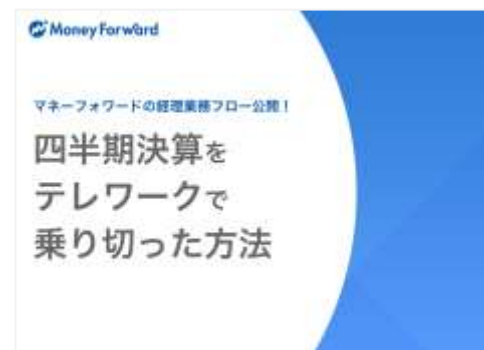 Money Forward
マネーフォワードの経理業務フロー公開！
四半期決算を
テレワークで
乗り切った方法